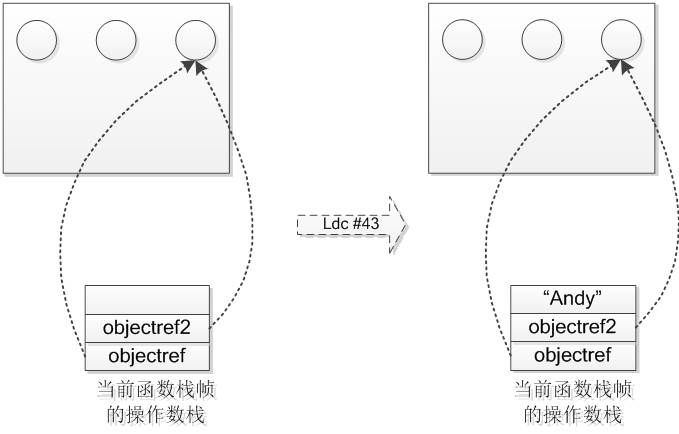 Ldc #43
objectref2
objectref
当前函数栈帧
的操作数栈
“Andy”
objectref2
objectref
当前函数栈帧
的操作数栈